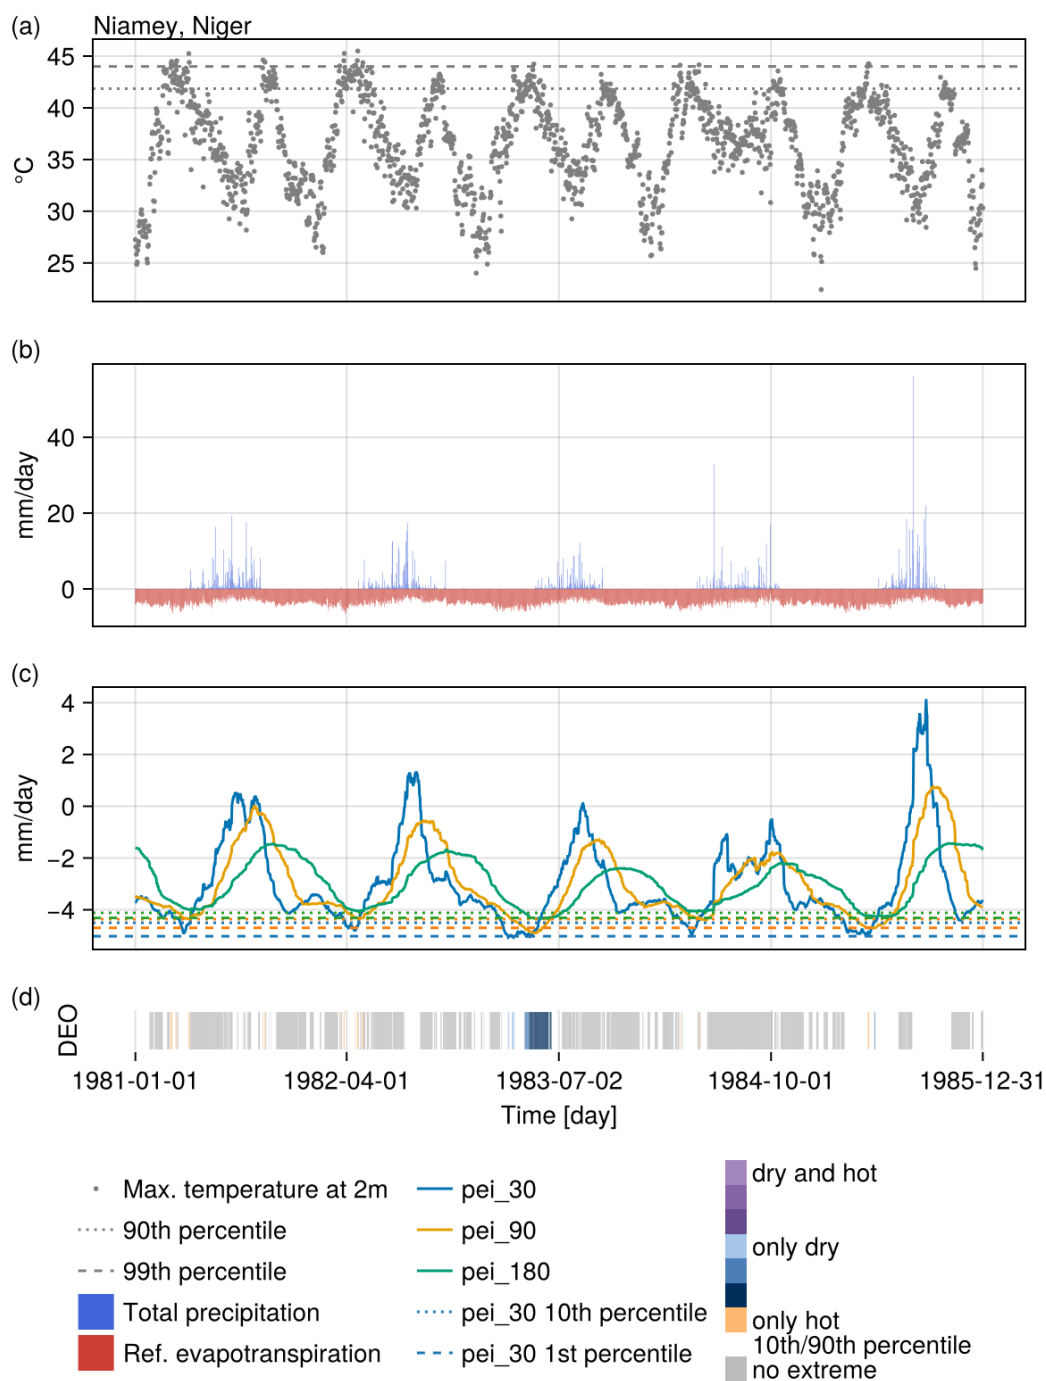 (a) Niamey, Niger
45
40
35
30
25
°C
(b)
40
20
0
mm/day
(c)
4
2
0
−2
−4
mm/day
(d)
DEO
1981-01-01 1982-04-01 1983-07-02 1984-10-01 1985-12-31
Time [day]
Max. temperature at 2m
90th percentile
99th percentile
Total precipitation
Ref. evapotranspiration
pei_30
pei_90
pei_180
pei_30 10th percentile
pei_30 1st percentile
dry and hot
only dry
only hot
10th/90th percentile
no extreme